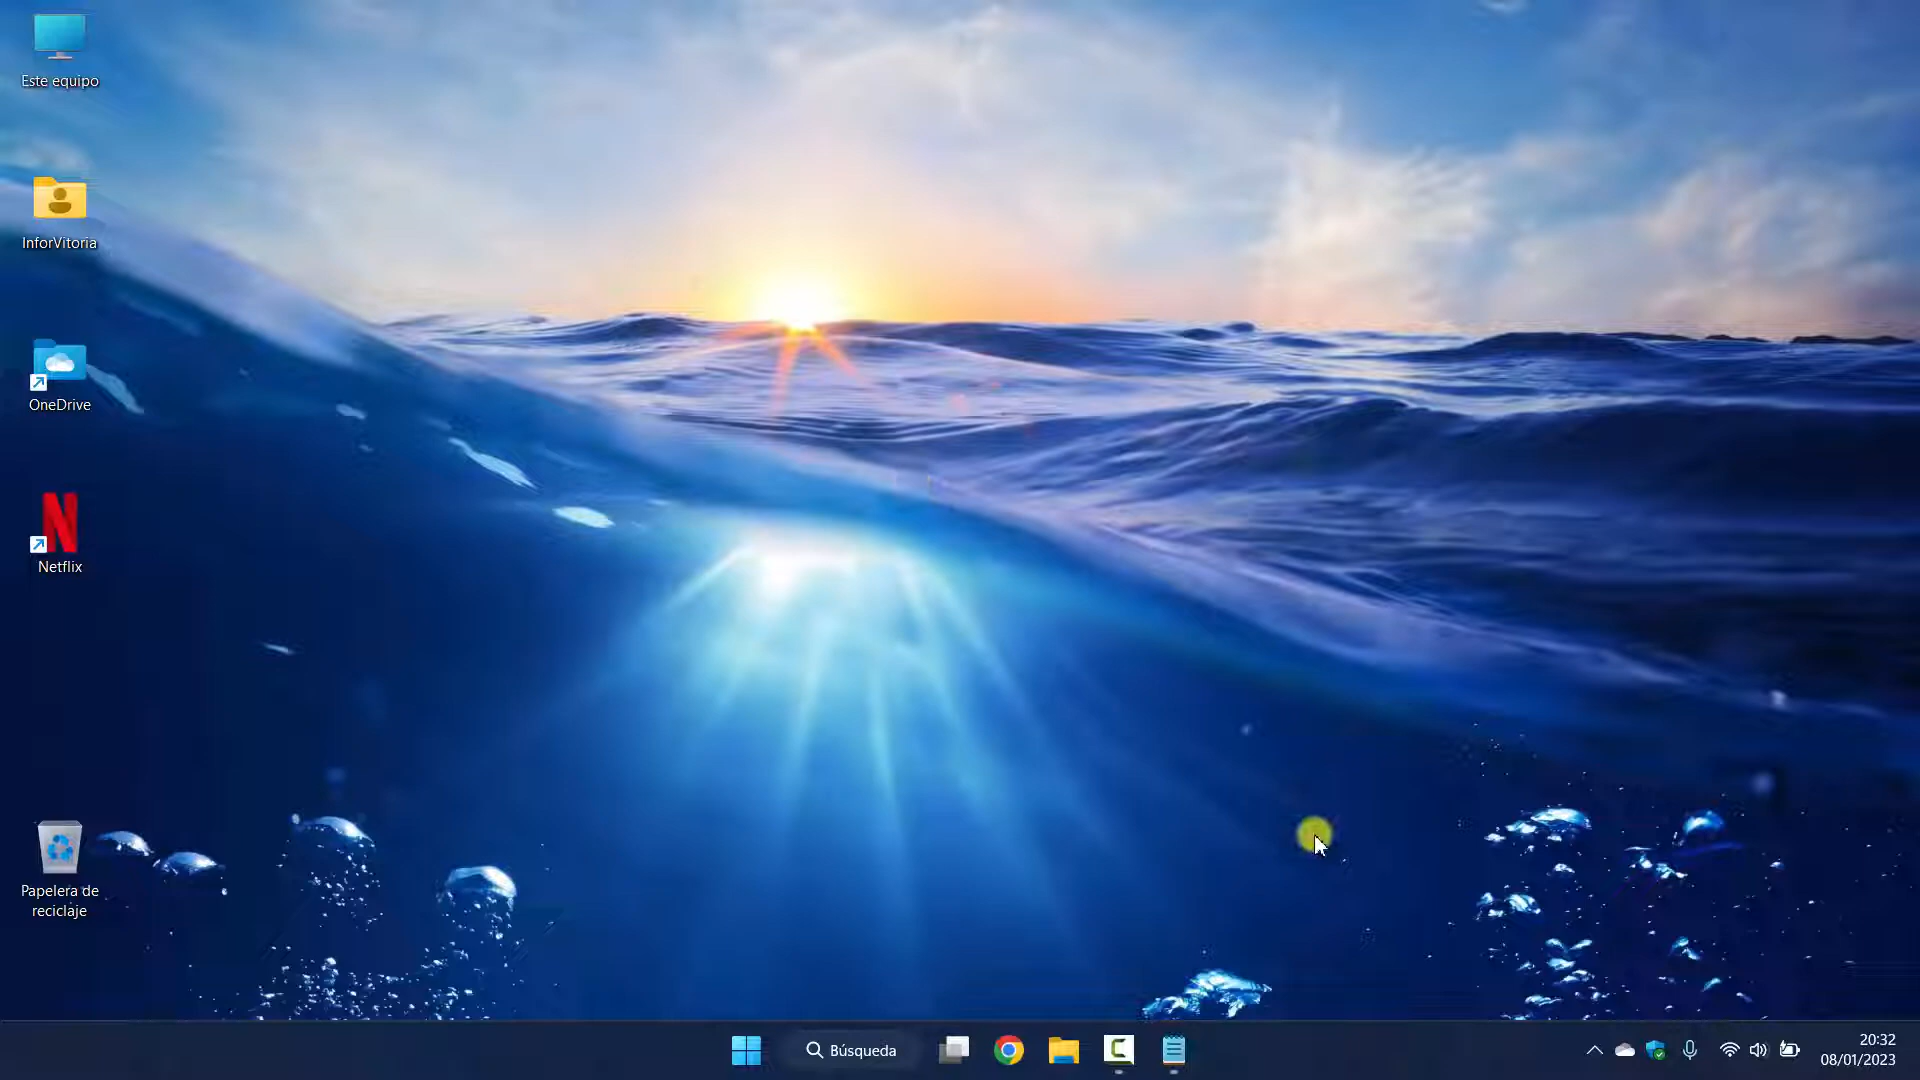 Este equipo
InforVitoria
OneDrive
Netflix
Papelera de
reciclaje
Búsqueda
20:32
08/01/2023